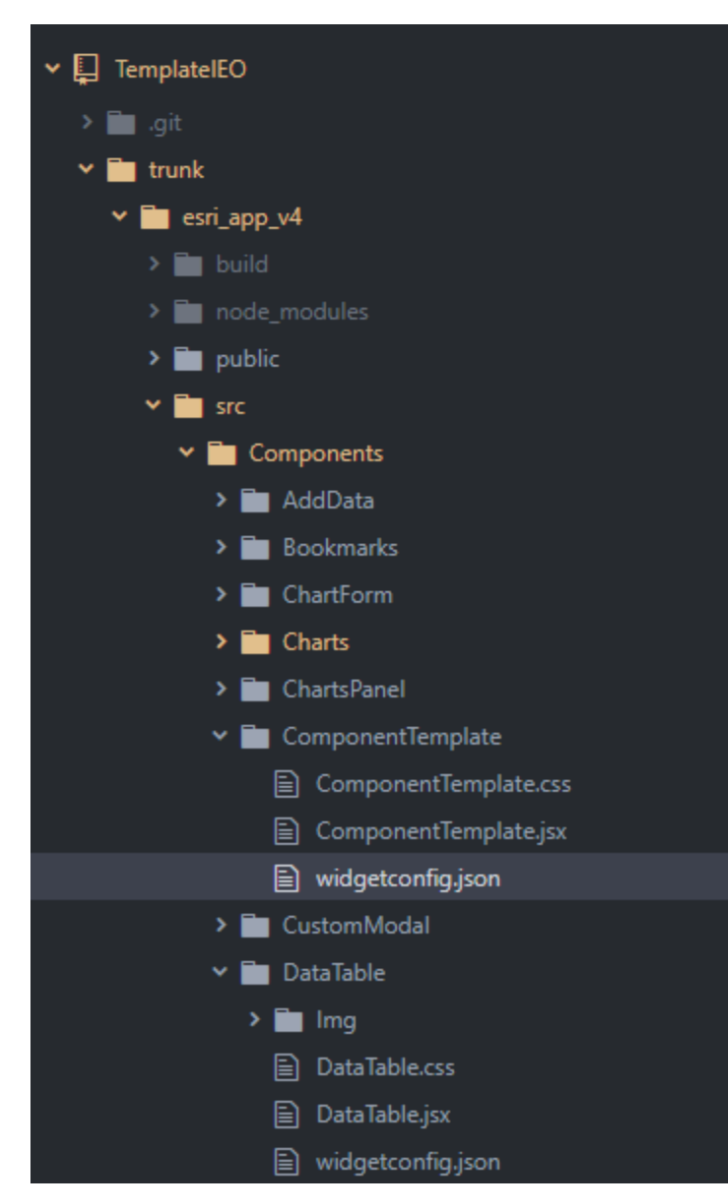 TemplateIEO
.git
trunk
esri_app_v4
build
node_modules
public
src
Components
AddData
Bookmarks
ChartForm
Charts
ChartsPanel
ComponentTemplate
ComponentTemplate.css
ComponentTemplate.jsx
widgetconfig.json
CustomModal
DataTable
Img
DataTable.css
DataTable.jsx
widgetconfig.json